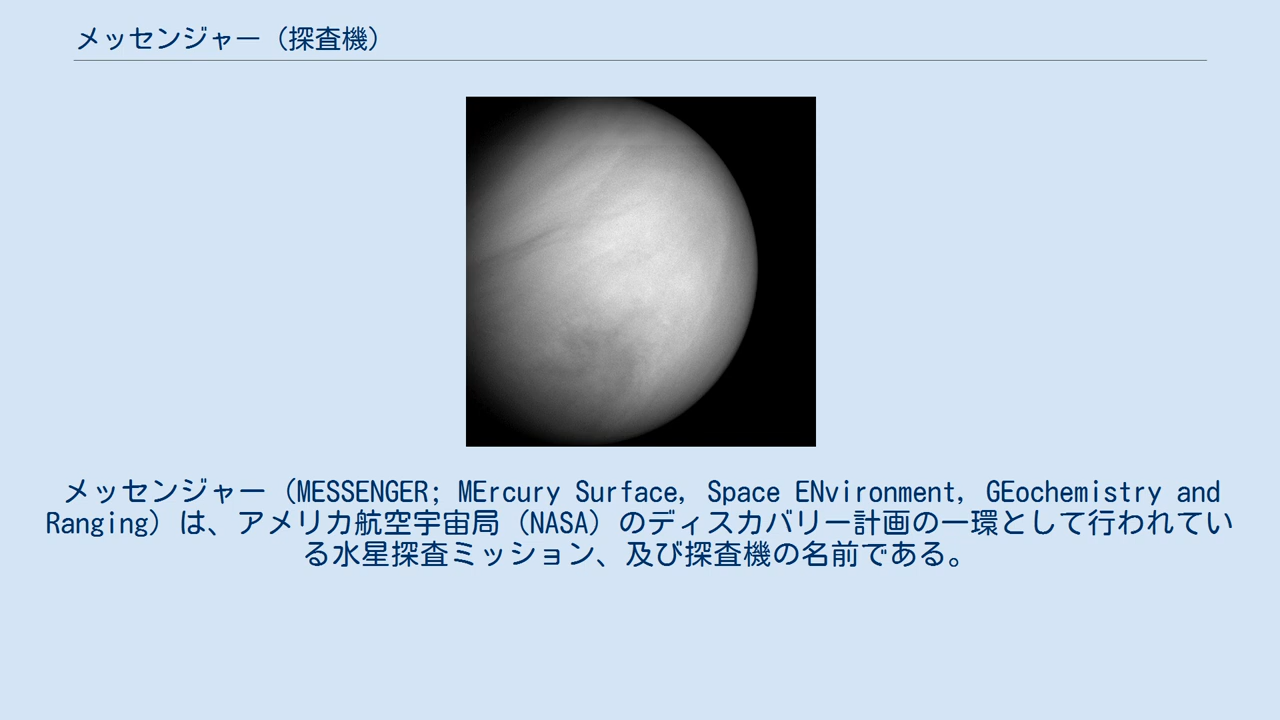 メッセンジャー（探査機）
メッセンジャー（MESSENGER; MErcury Surface, Space ENvironment, GEochemistry and
Ranging）は、アメリカ航空宇宙局（NASA）のディスカバリー計画の一環として行われてい
る水星探査ミッション、及び探査機の名前である。